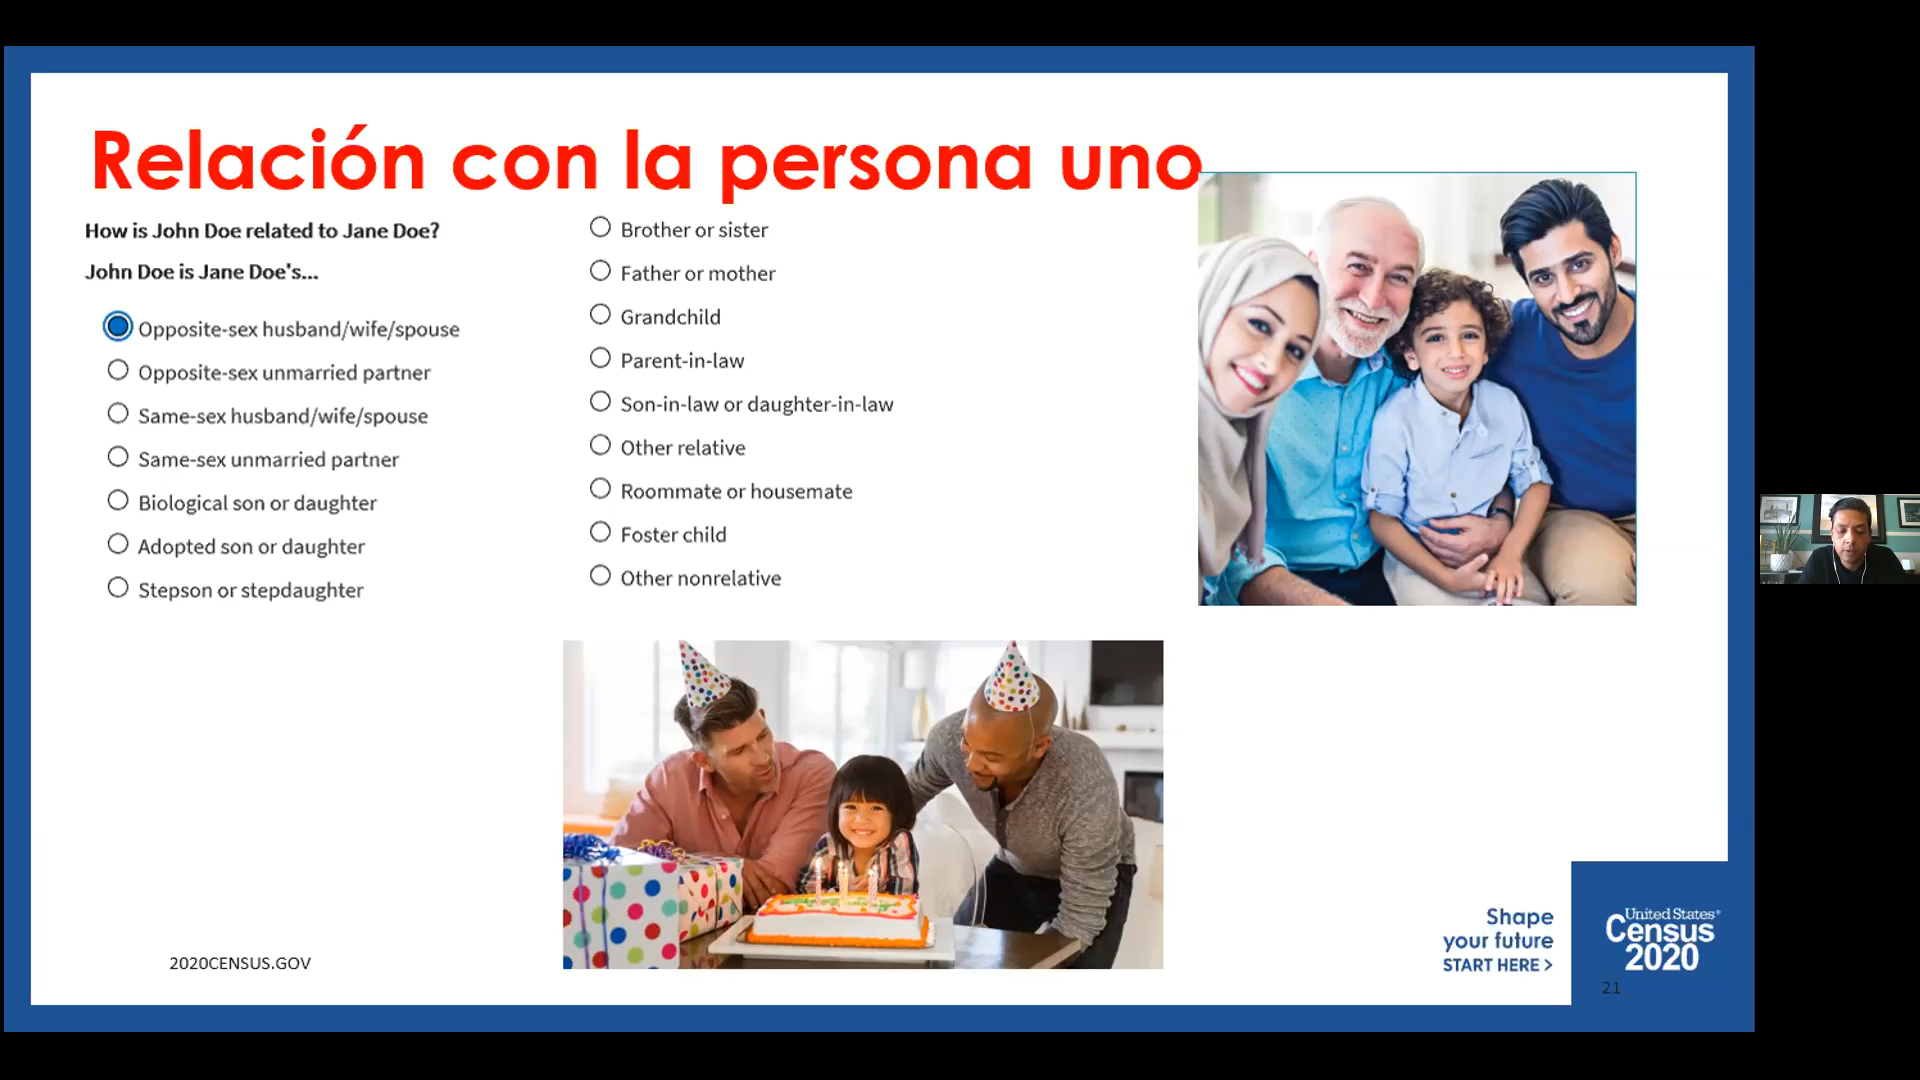 Relación con la persona uno
How is John Doe related to Jane Doe?
John Doe is Jane Doe's...
Opposite-sex husband/wife/spouse
Opposite-sex unmarried partner
Same-sex husband/wife/spouse
Same-sex unmarried partner
Biological son or daughter
Adopted son or daughter
Stepson or stepdaughter
Brother or sister
Father or mother
Grandchild
Parent-in-law
Son-in-law or daughter-in-law
Other relative
Roommate or housemate
Foster child
Other nonrelative
2020CENSUS.GOV
Shape
your future
START HERE >
United States®
Census
2020
21